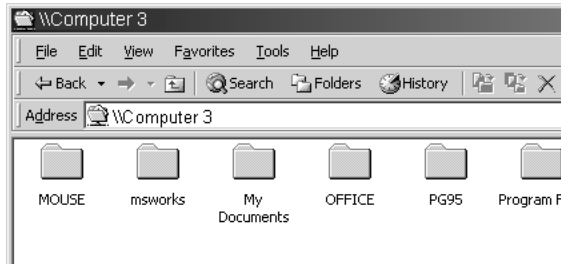 \\Computer 3
File Edit View Favorites Tools Help
Back Search Folders History
Address \\Computer 3
MOUSE msworks My Documents OFFICE PG95 Program F